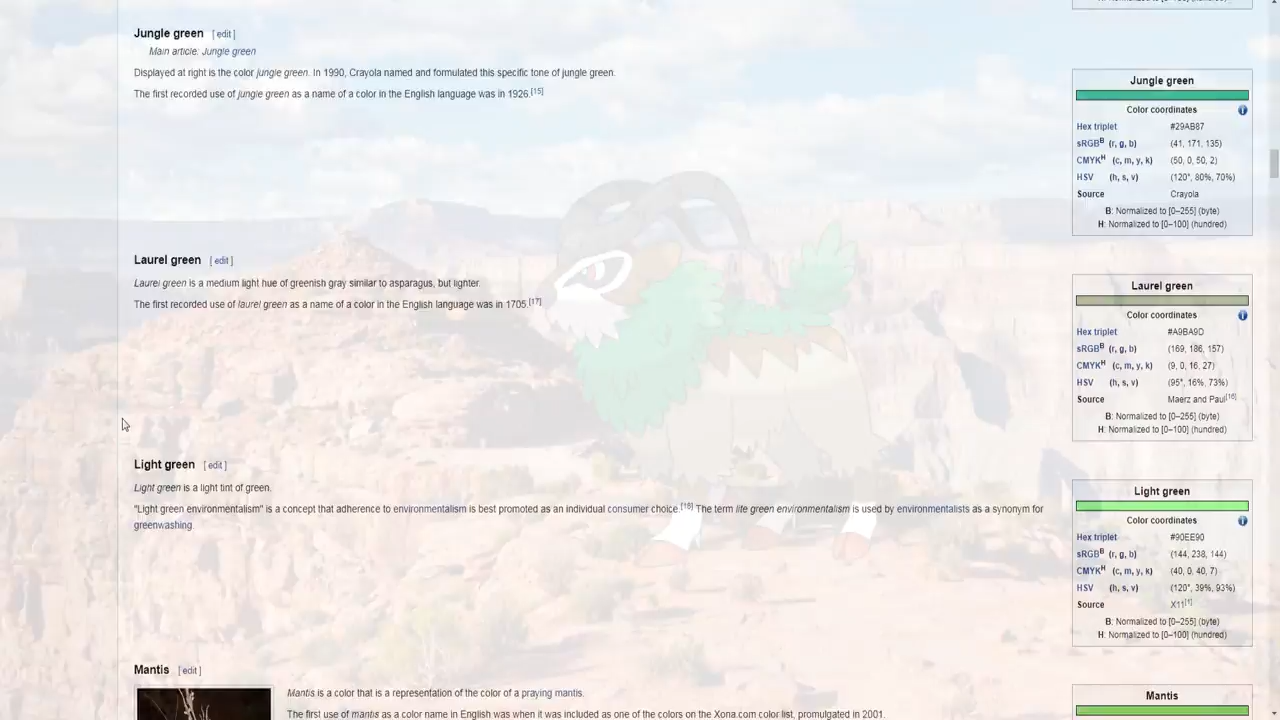 Jungle green [ edit ]
Main article: Jungle green
Displayed at right is the color jungle green. In 1990, Crayola named and formulated this specific tone of jungle green.
The first recorded use of jungle green as a name of a color in the English language was in 1926.[15]
Jungle green
Color coordinates
Hex triplet #29AB87
sRGBB (r, g, b) (41, 171, 135)
CMYKH (c, m, y, k) (50, 0, 50, 2)
HSV (h, s, v) (120°, 80%, 70%)
Source Crayola
B: Normalized to [0–255] (byte)
H: Normalized to [0–100] (hundred)
Laurel green [ edit ]
Laurel green is a medium light hue of greenish gray similar to asparagus, but lighter.
The first recorded use of laurel green as a name of a color in the English language was in 1705.[17]
Laurel green
Color coordinates
Hex triplet #A9BA9D
sRGBB (r, g, b) (169, 186, 157)
CMYKH (c, m, y, k) (9, 0, 16, 27)
HSV (h, s, v) (95°, 16%, 73%)
Source Maerz and Paul[16]
B: Normalized to [0–255] (byte)
H: Normalized to [0–100] (hundred)
Light green [ edit ]
Light green is a light tint of green.
"Light green environmentalism" is a concept that adherence to environmentalism is best promoted as an individual consumer choice.[18] The term lite green environmentalism is used by environmentalists as a synonym for
greenwashing
Light green
Color coordinates
Hex triplet #90EE90
sRGBB (r, g, b) (144, 238, 144)
CMYKH (c, m, y, k) (40, 0, 40, 7)
HSV (h, s, v) (120°, 39%, 93%)
Source X11[1]
B: Normalized to [0–255] (byte)
H: Normalized to [0–100] (hundred)
Mantis [ edit ]
Mantis is a color that is a representation of the color of a praying mantis.
The first use of mantis as a color name in English was when it was included as one of the colors on the Xona.com color list, promulgated in 2001.
Mantis